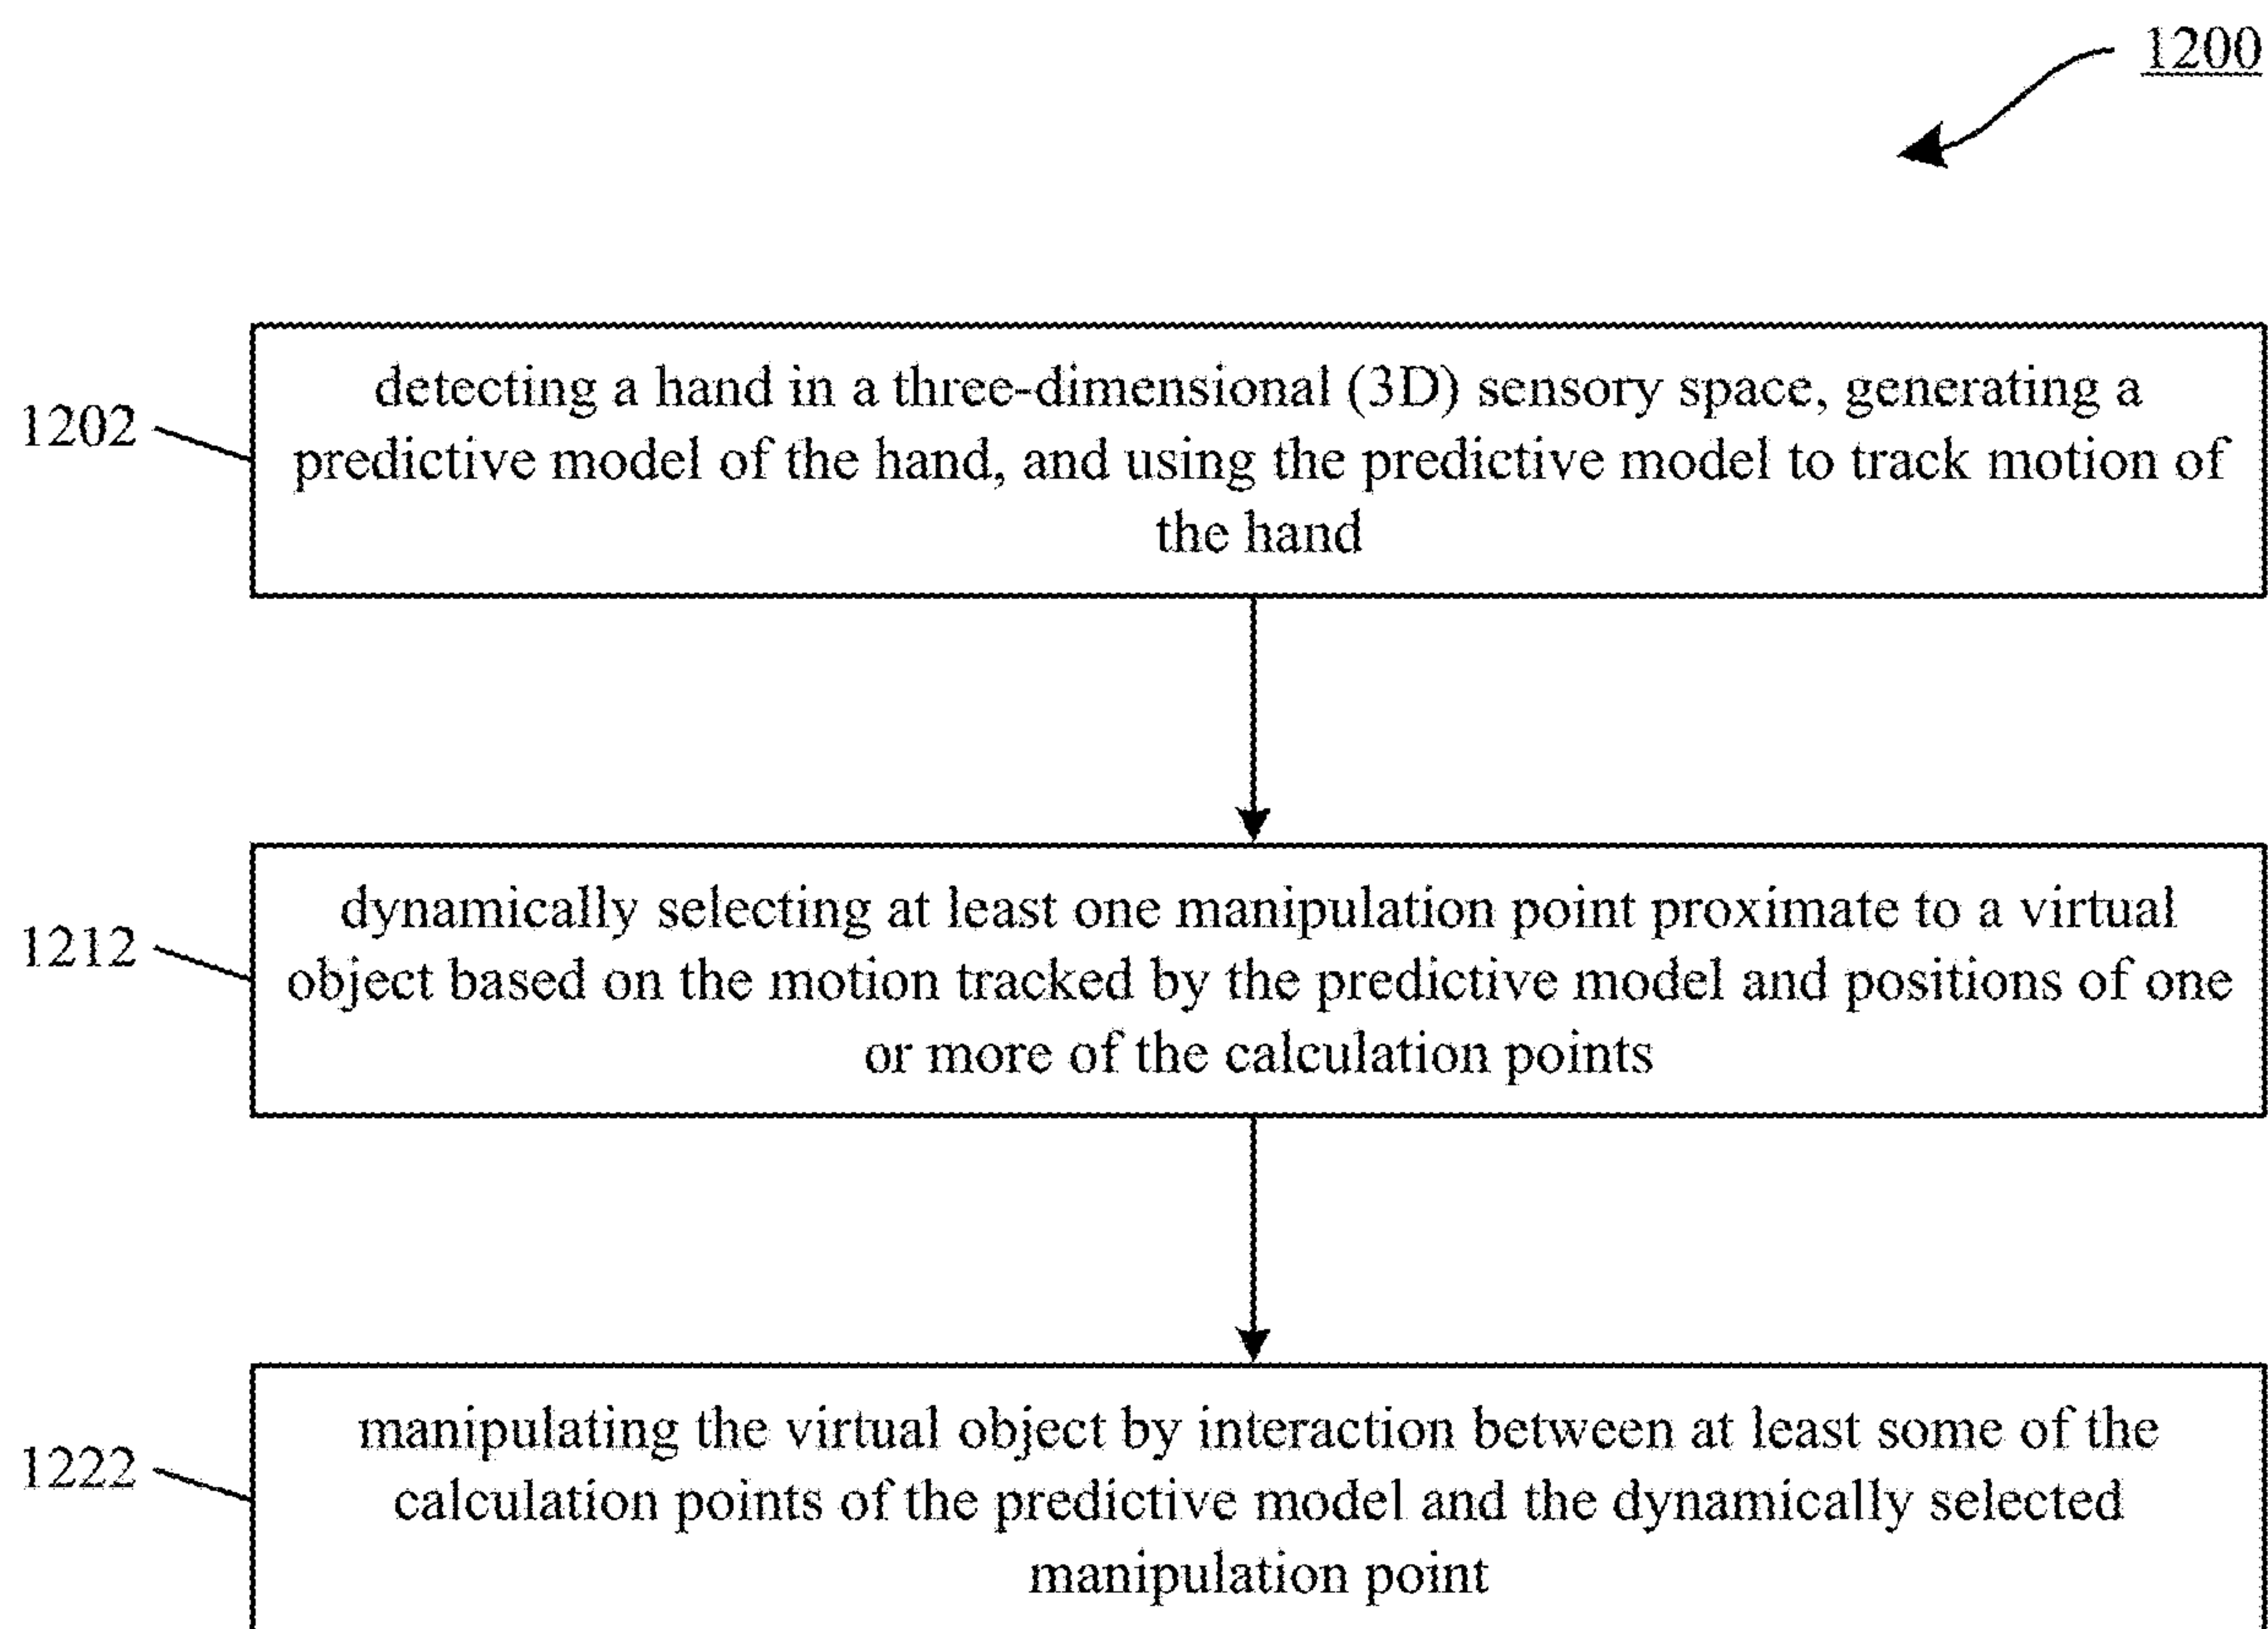 1200
1202
detecting a hand in a three-dimensional (3D) sensory space, generating a
predictive model of the hand, and using the predictive model to track motion of
the hand
1212
dynamically selecting at least one manipulation point proximate to a virtual
object based on the motion tracked by the predictive model and positions of one
or more of the calculation points
1222
manipulating the virtual object by interaction between at least some of the
calculation points of the predictive model and the dynamically selected
manipulation point